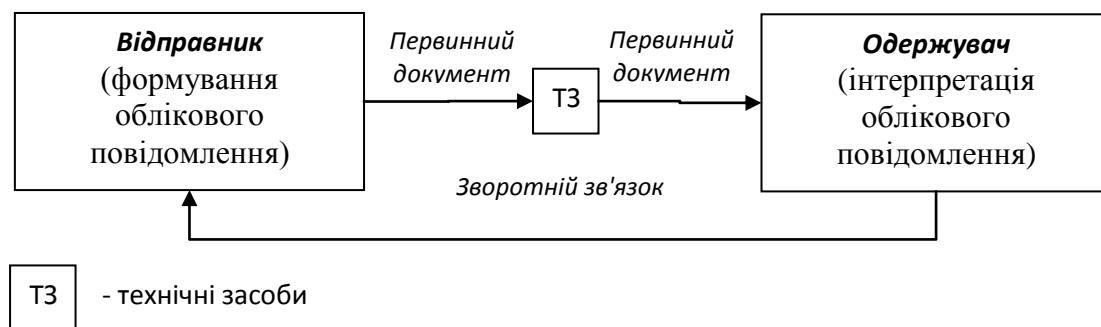 Відправник
(формування
облікового
повідомлення)
Первинний
документ
ТЗ
Первинний
документ
Одержувач
(інтерпретація
облікового
повідомлення)
Зворотній зв'язок
ТЗ - технічні засоби